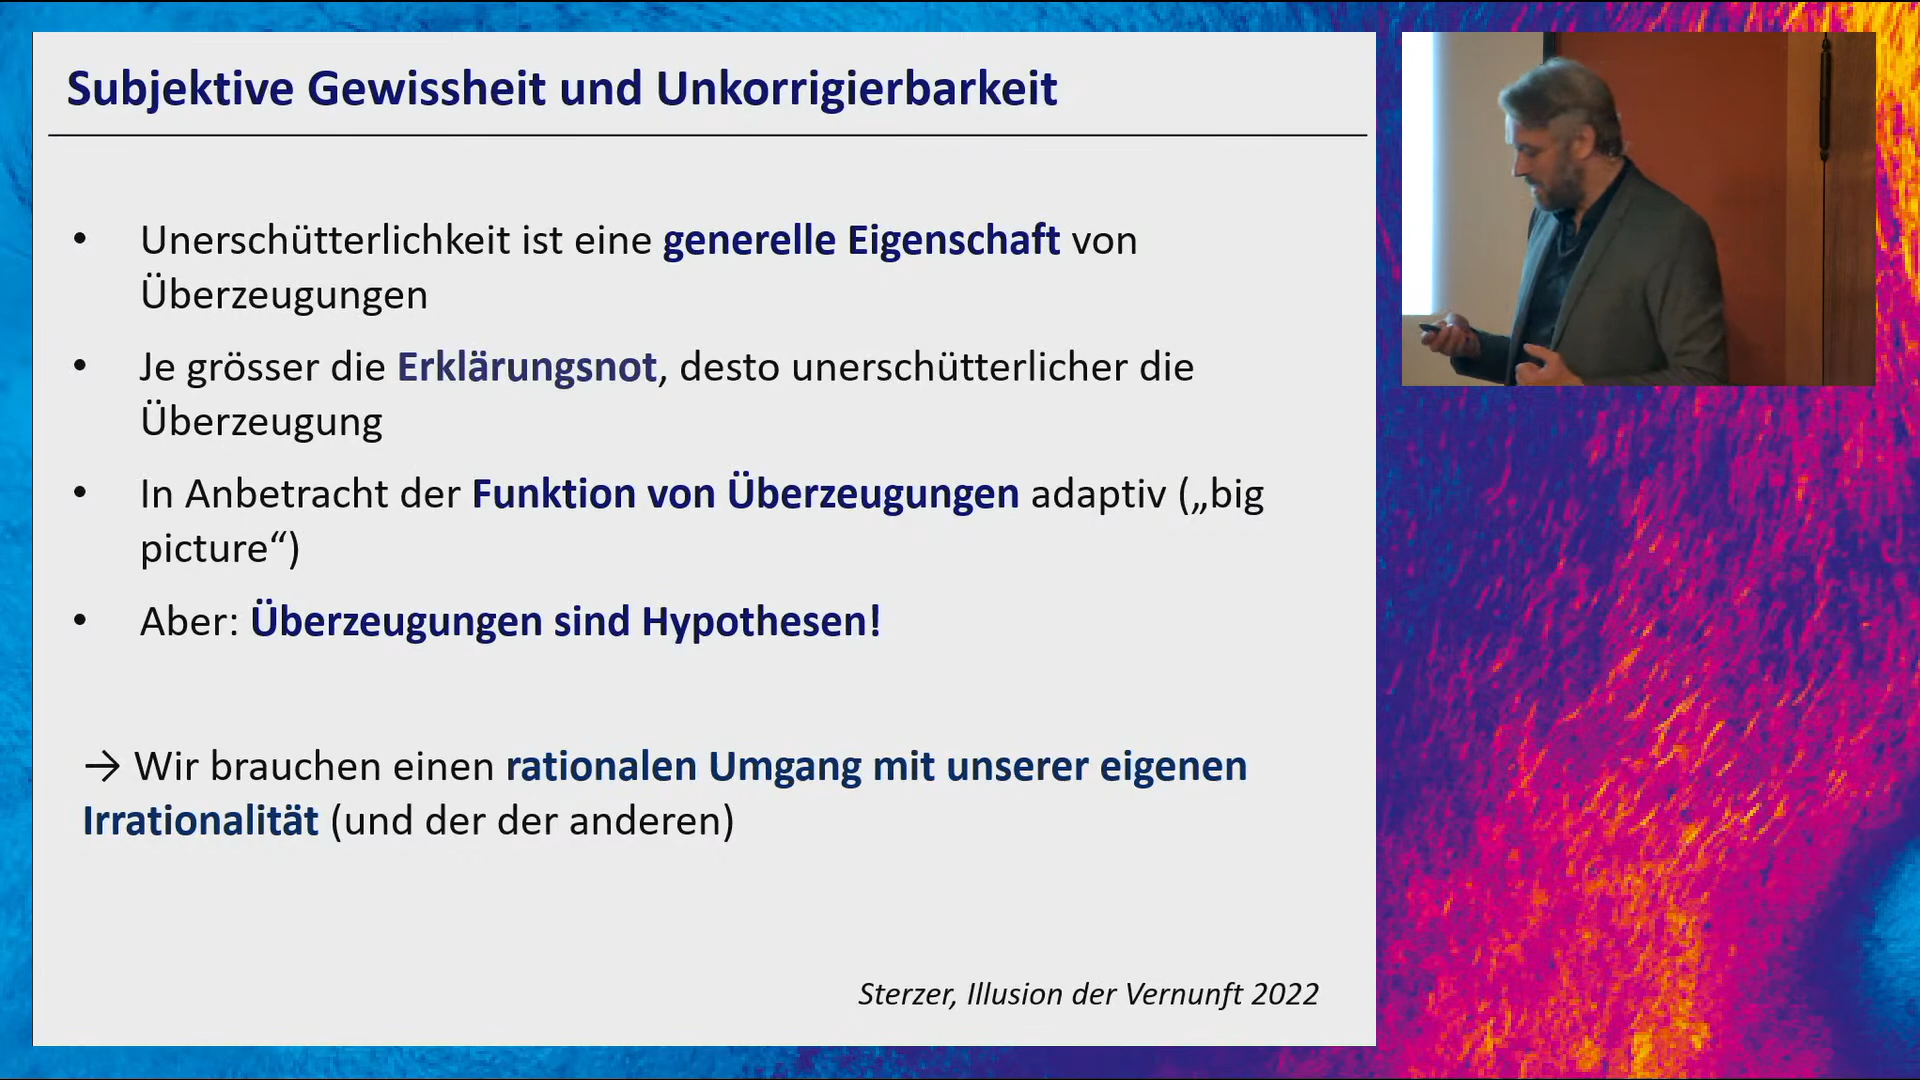 Subjektive Gewissheit und Unkorrigierbarkeit
• Unerschütterlichkeit ist eine generelle Eigenschaft von
Überzeugungen
• Je grösser die Erklärungsnot, desto unerschütterlicher die
Überzeugung
• In Anbetracht der Funktion von Überzeugungen adaptiv („big
picture“)
• Aber: Überzeugungen sind Hypothesen!
→ Wir brauchen einen rationalen Umgang mit unserer eigenen
Irrationalität (und der der anderen)
Sterzer, Illusion der Vernunft 2022